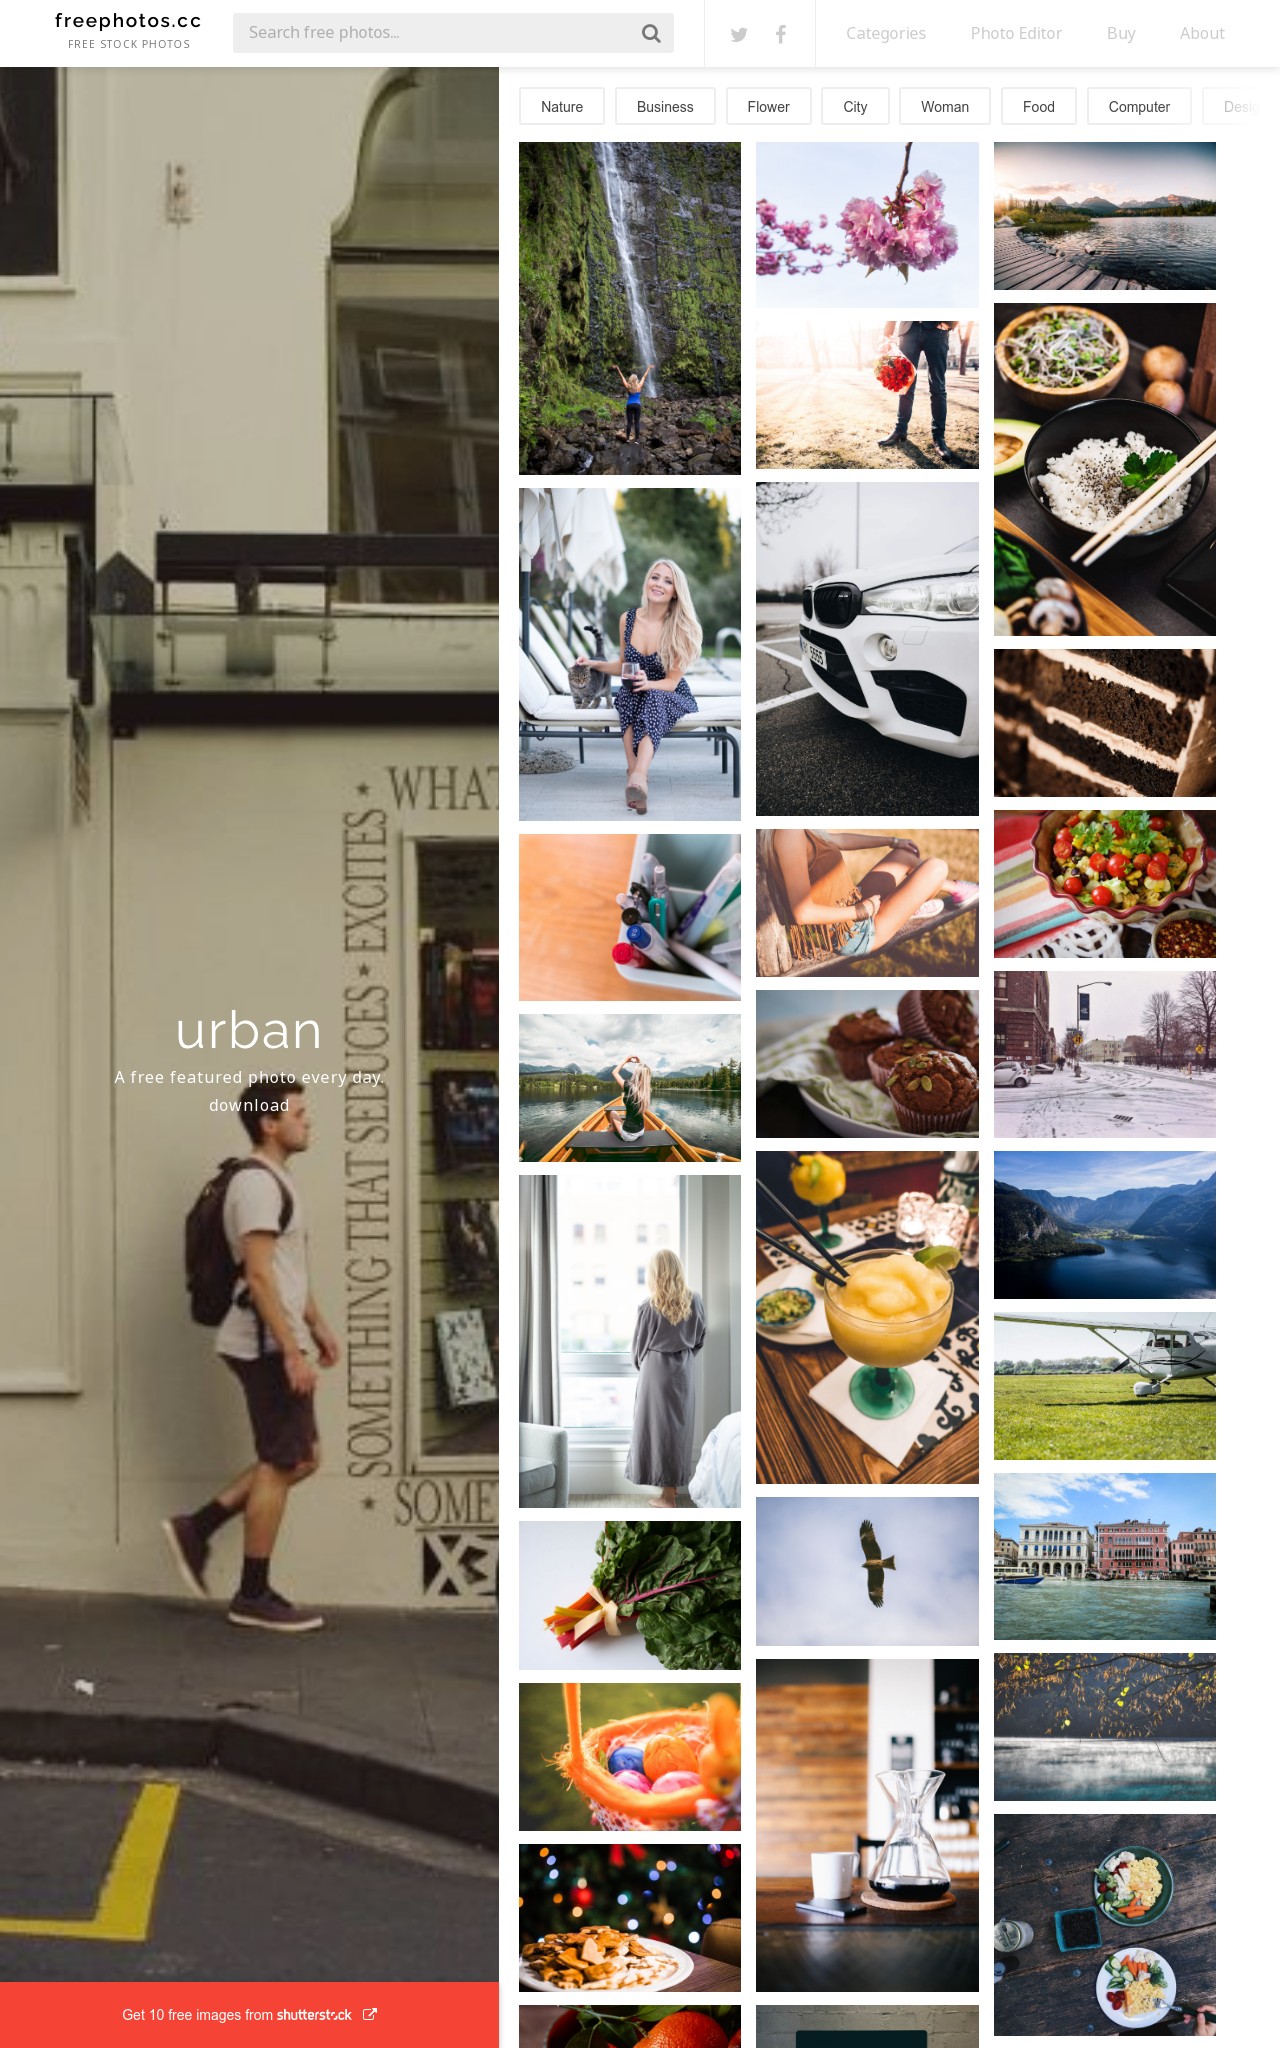 freephotos.cc
FREE STOCK PHOTOS
Search free photos...
Categories
Photo Editor
Buy
About
Nature
Business
Flower
City
Woman
Food
Computer
WHAT
★ SOMETHING THAT SEDUCES ★ EXCITES ★
SOME
urban
A free featured photo every day.
download
Get 10 free images from shutterstock